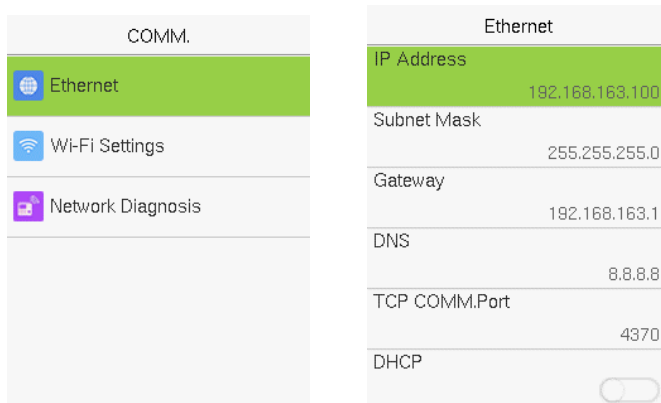 COMM.
Ethernet
Wi-Fi Settings
Network Diagnosis
Ethernet
IP Address
192.168.163.100
Subnet Mask
255.255.255.0
Gateway
192.168.163.1
DNS
8.8.8.8
TCP COMM.Port
4370
DHCP